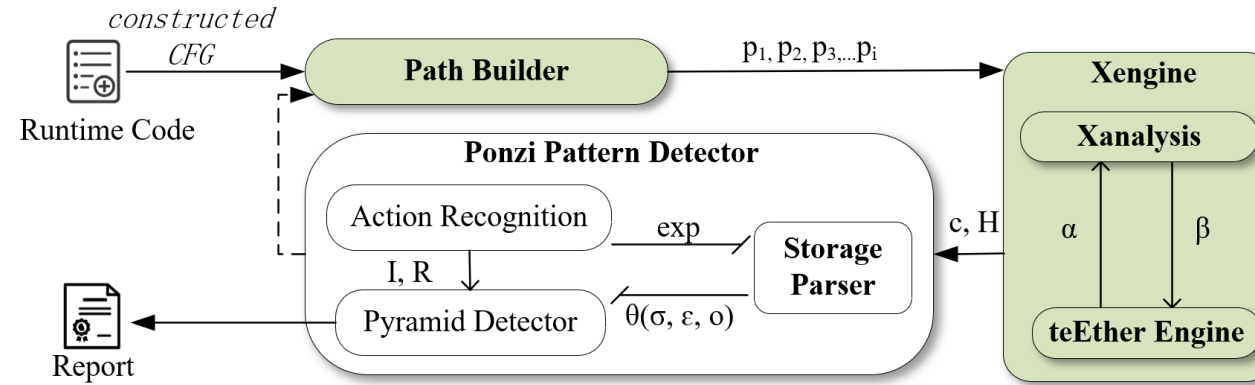 constructed
CFG
Runtime Code
Path Builder
p1, p2, p3,...pi
Xengine
Xanalysis
α
β
teEther Engine
c, H
Ponzi Pattern Detector
Action Recognition
exp
Storage
Parser
I, R
θ(σ, ε, o)
Pyramid Detector
Report